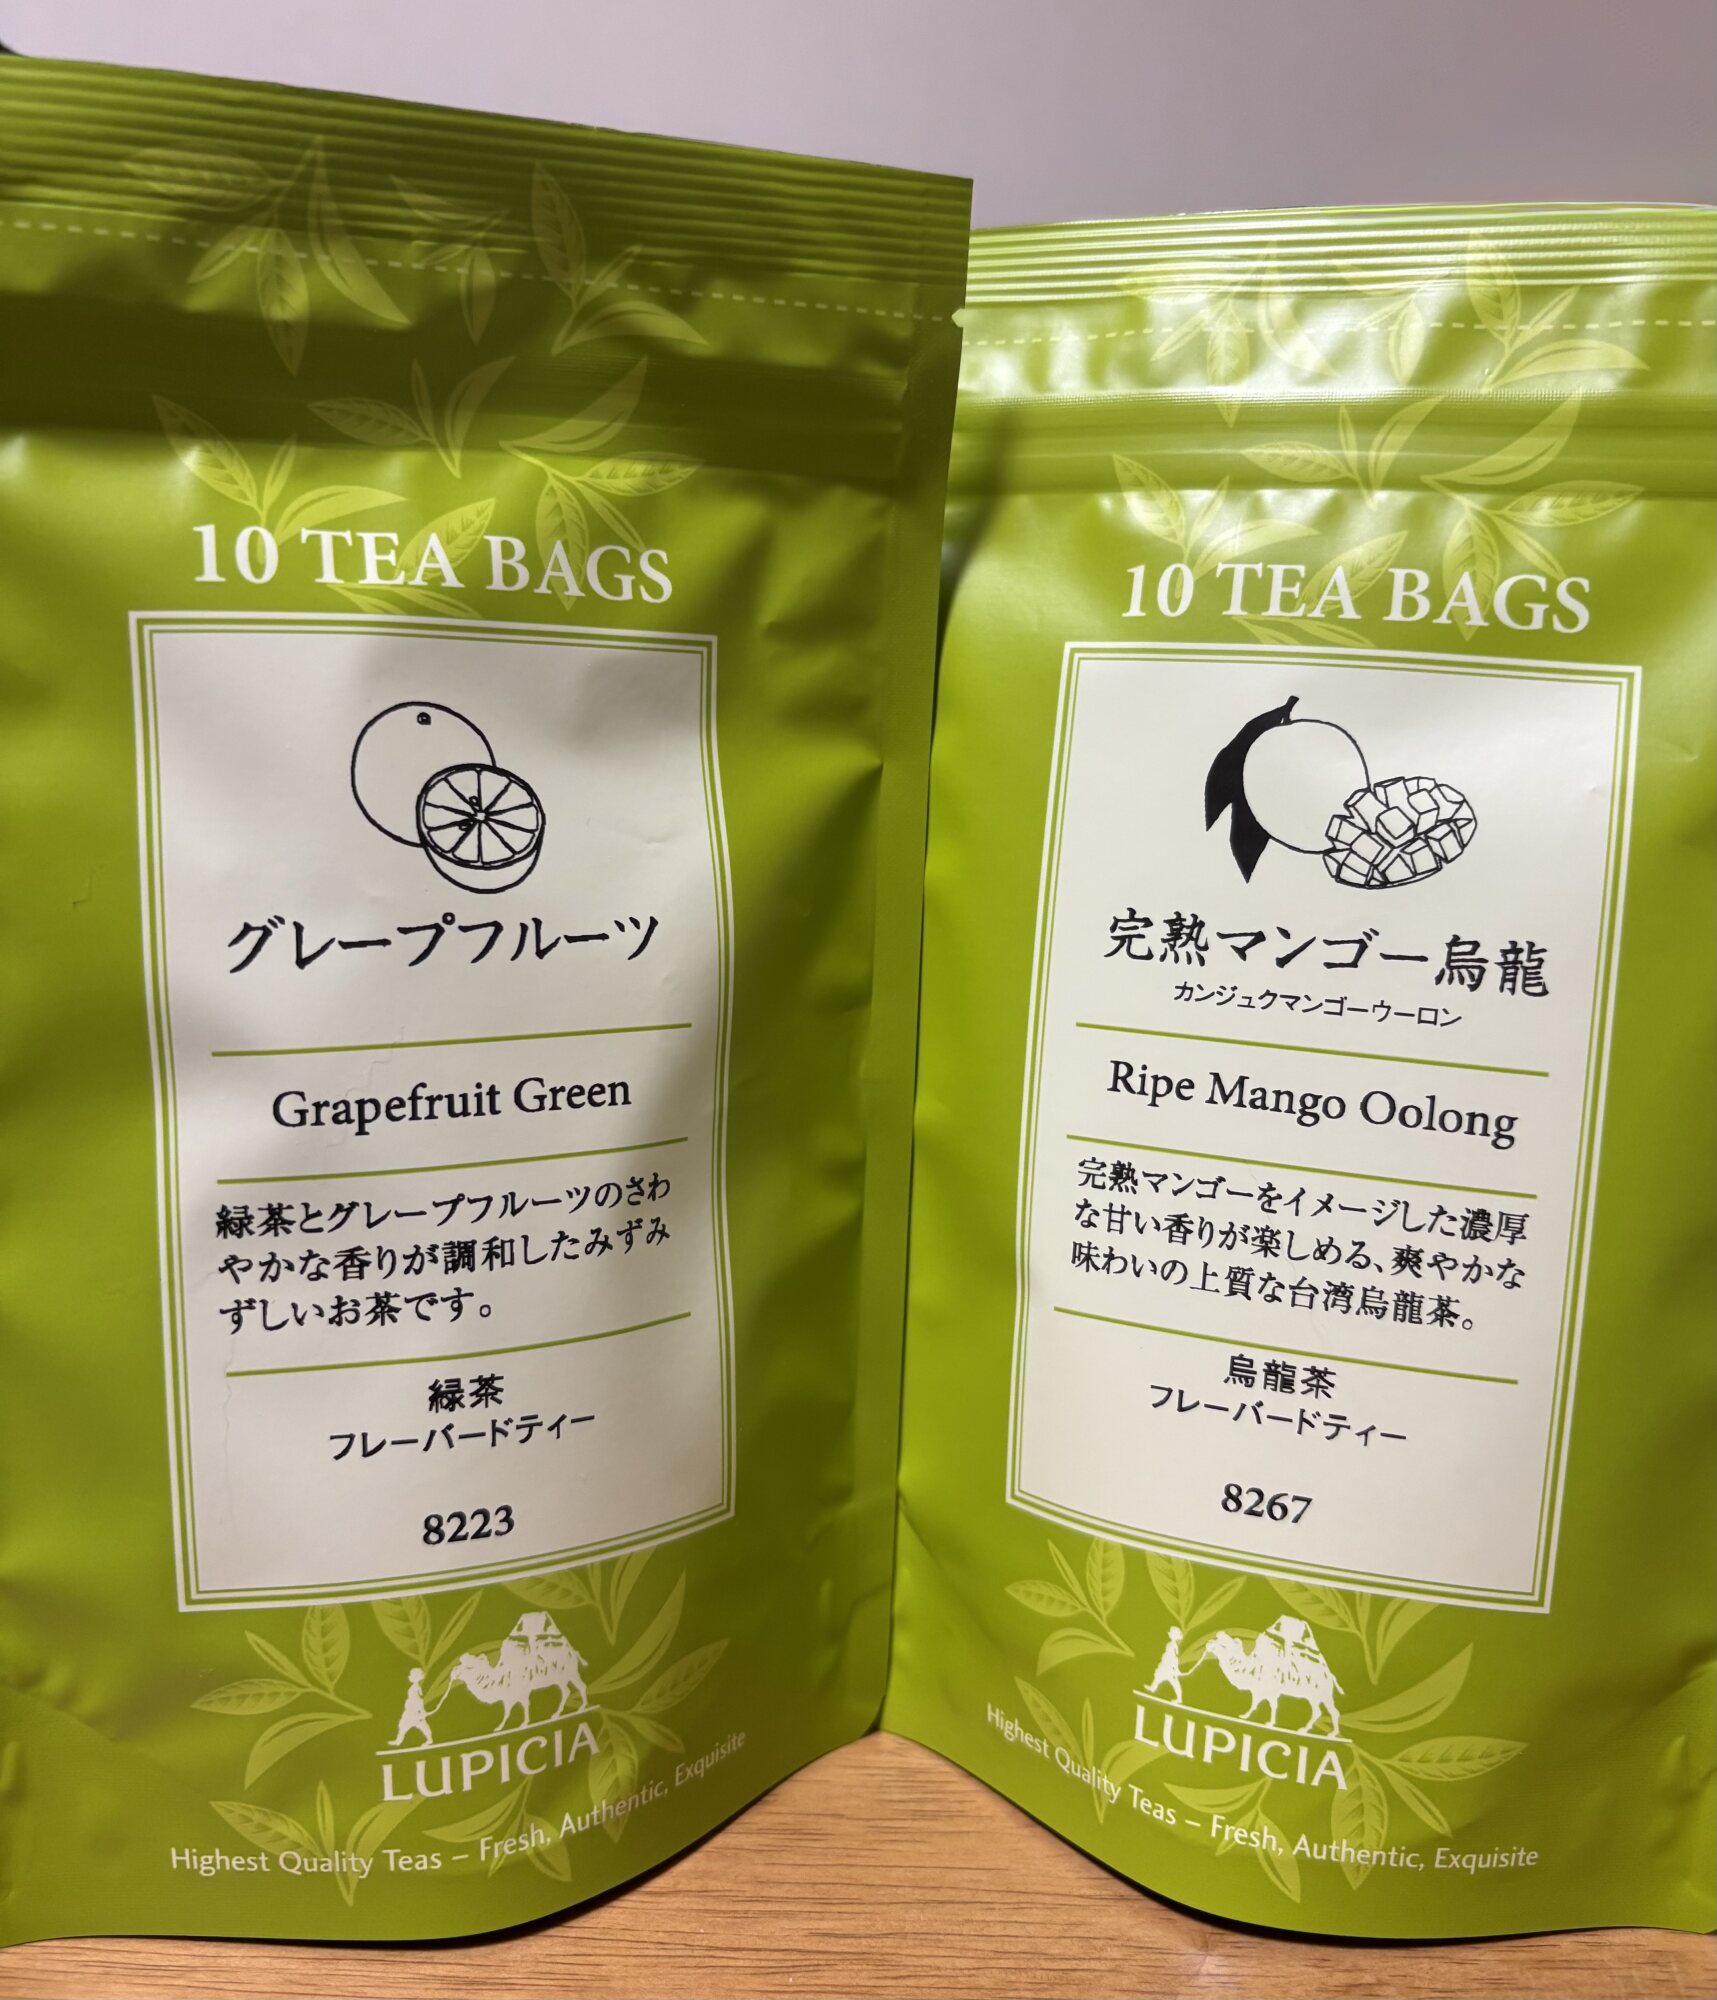 10 TEA BAGS
グレープフルーツ
Grapefruit Green
緑茶とグレープフルーツのさわ
やかな香りが調和したみずみ
ずしいお茶です。
緑茶
フレーバードティー
8223
LUPICIA
Highest Quality Teas – Fresh, Authentic, Exquisite
10 TEA BAGS
完熟マンゴー烏龍
カンジュクマンゴーウーロン
Ripe Mango Oolong
完熟マンゴーをイメージした濃厚
な甘い香りが楽しめる、爽やかな
味わいの上質な台湾烏龍茶。
烏龍茶
フレーバードティー
8267
LUPICIA
Highest Quality Teas – Fresh, Authentic, Exquisite